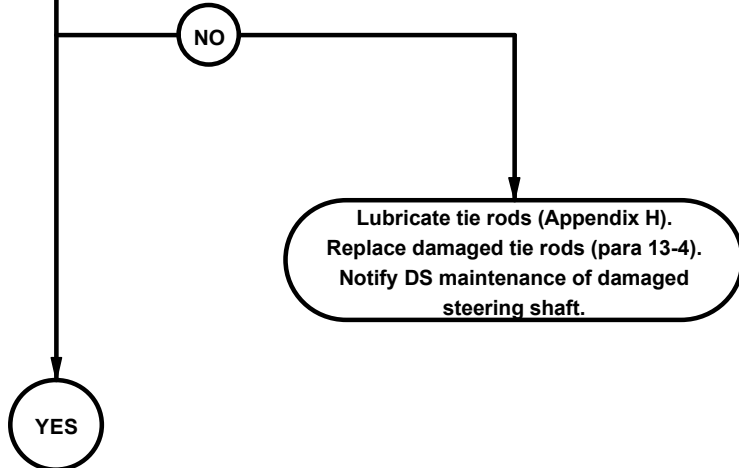 NO
Lubricate tie rods (Appendix H).
Replace damaged tie rods (para 13-4).
Notify DS maintenance of damaged
steering shaft.
YES